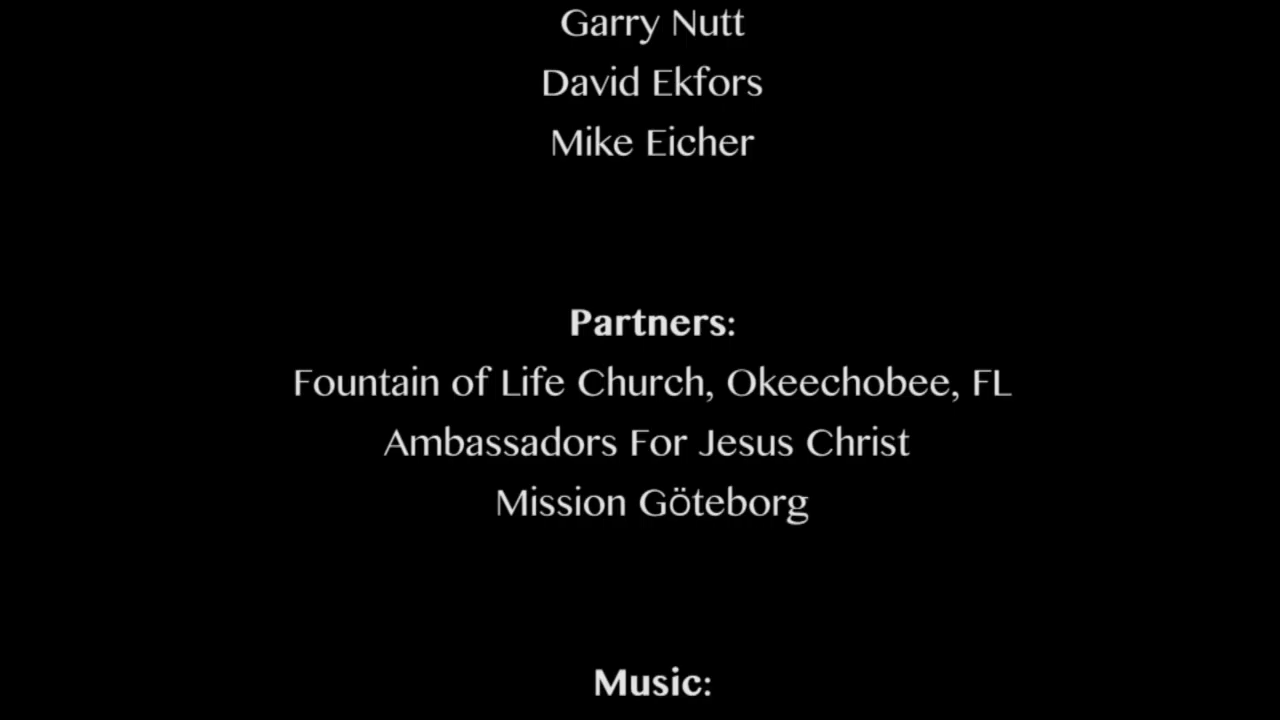 Garry Nutt
David Ekfors
Mike Eicher
Partners:
Fountain of Life Church, Okeechobee, FL
Ambassadors For Jesus Christ
Mission Göteborg
Music: